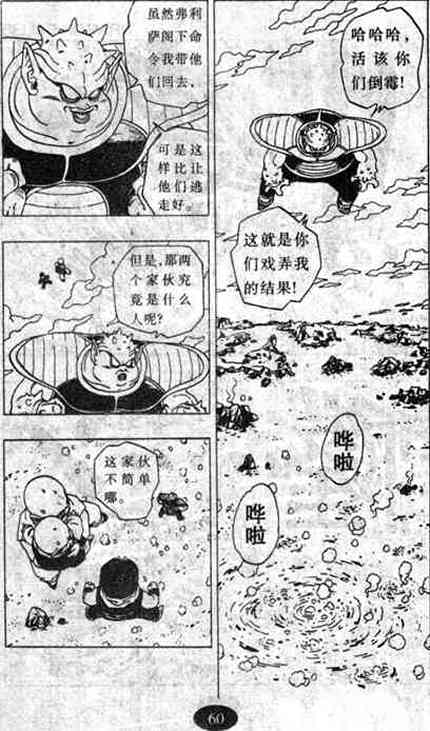 哈哈哈，
活该你
们倒霉！
这就是你
们戏弄我
的结果！
哗
啦
哗
啦
虽然弗利
萨阁下命
令我带他
们回去，
可是这
样比让
他们逃
走好。
但是，那两
个家伙究
竟是什么
人呢？
这家伙
不简单
哪。
60